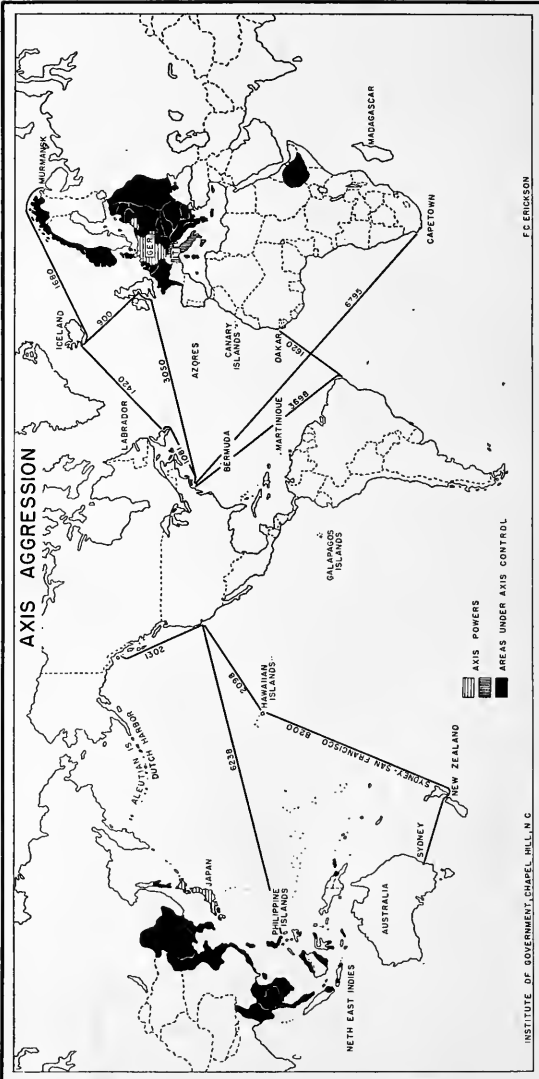 AXIS AGGRESSION
MURMANSK
1680
ICELAND
900
GER.
1420
3050
LABRADOR
1081
AZORES
CANARY
ISLANDS
DAKAR
1620
6795
BERMUDA
MARTINIQUE
3698
MADAGASCAR
CAPETOWN
1302
ALEUTIAN IS
DUTCH HARBOR
JAPAN
6238
2098
HAWAIIAN
ISLANDS
GALAPAGOS
ISLANDS
PHILIPPINE
ISLANDS
SYDNEY-SAN FRANCISCO 8200
NETH EAST INDIES
AUSTRALIA
SYDNEY
NEW ZEALAND
AXIS POWERS
AREAS UNDER AXIS CONTROL
INSTITUTE OF GOVERNMENT, CHAPEL HILL, N C
F C ERICKSON